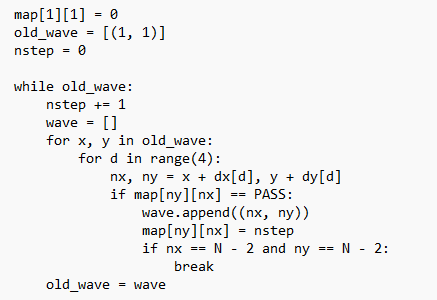 map[1][1] = 0
old_wave = [(1, 1)]
nstep = 0

while old_wave:
    nstep += 1
    wave = []
    for x, y in old_wave:
        for d in range(4):
            nx, ny = x + dx[d], y + dy[d]
            if map[ny][nx] == PASS:
                wave.append((nx, ny))
                map[ny][nx] = nstep
                if nx == N - 2 and ny == N - 2:
                    break
    old_wave = wave